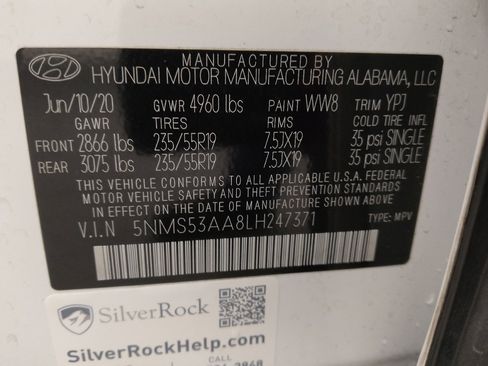 MANUFACTURED BY
HYUNDAI MOTOR MANUFACTURING ALABAMA, LLC
Jun/10/20 GVWR 4960 lbs PAINT WW8 TRIM YPJ
GAWR TIRES RIMS COLD TIRE INFL
FRONT 2866 lbs 235/55R19 7.5JX19 35 psi SINGLE
REAR 3075 lbs 235/55R19 7.5JX19 35 psi SINGLE
THIS VEHICLE CONFORMS TO ALL APPLICABLE U.S.A. FEDERAL
MOTOR VEHICLE SAFETY AND THEFT PREVENTION STANDARDS
IN EFFECT ON THE DATE OF MANUFACTURE SHOWN ABOVE.
V.I.N 5NMS53AA8LH247371 TYPE: MPV
SilverRock
SilverRockHelp.com
CALL